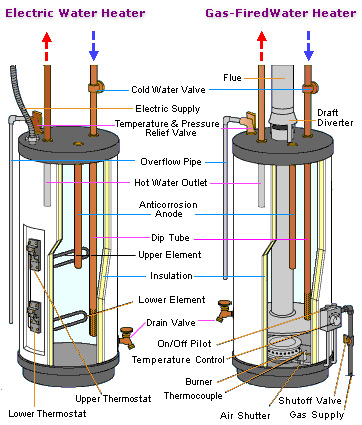 Electric Water Heater
Gas-FiredWater Heater
Flue
Cold Water Valve
Electric Supply
Draft
Diverter
Temperature & Pressure
Relief Valve
Overflow Pipe
Hot Water Outlet
Anticorrosion
Anode
Dip Tube
Upper Element
Insulation
Lower Element
Drain Valve
On/Off Pilot
Temperature Control
Burner
Thermocouple
Upper Thermostat
Lower Thermostat
Air Shutter
Shutoff Valve
Gas Supply